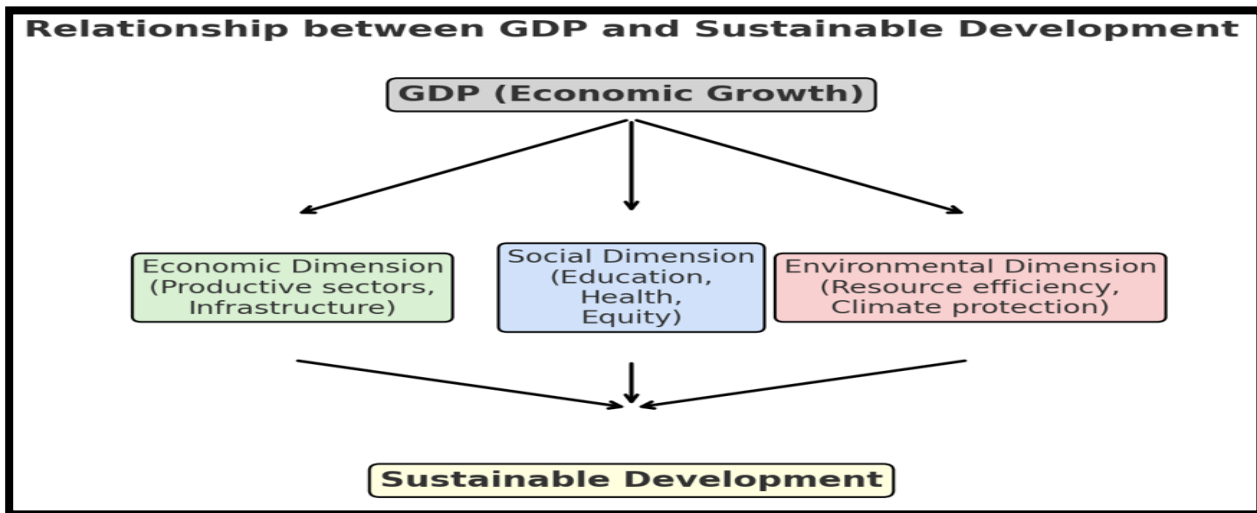 Relationship between GDP and Sustainable Development
GDP (Economic Growth)
Economic Dimension
(Productive sectors,
Infrastructure)
Social Dimension
(Education,
Health,
Equity)
Environmental Dimension
(Resource efficiency,
Climate protection)
Sustainable Development